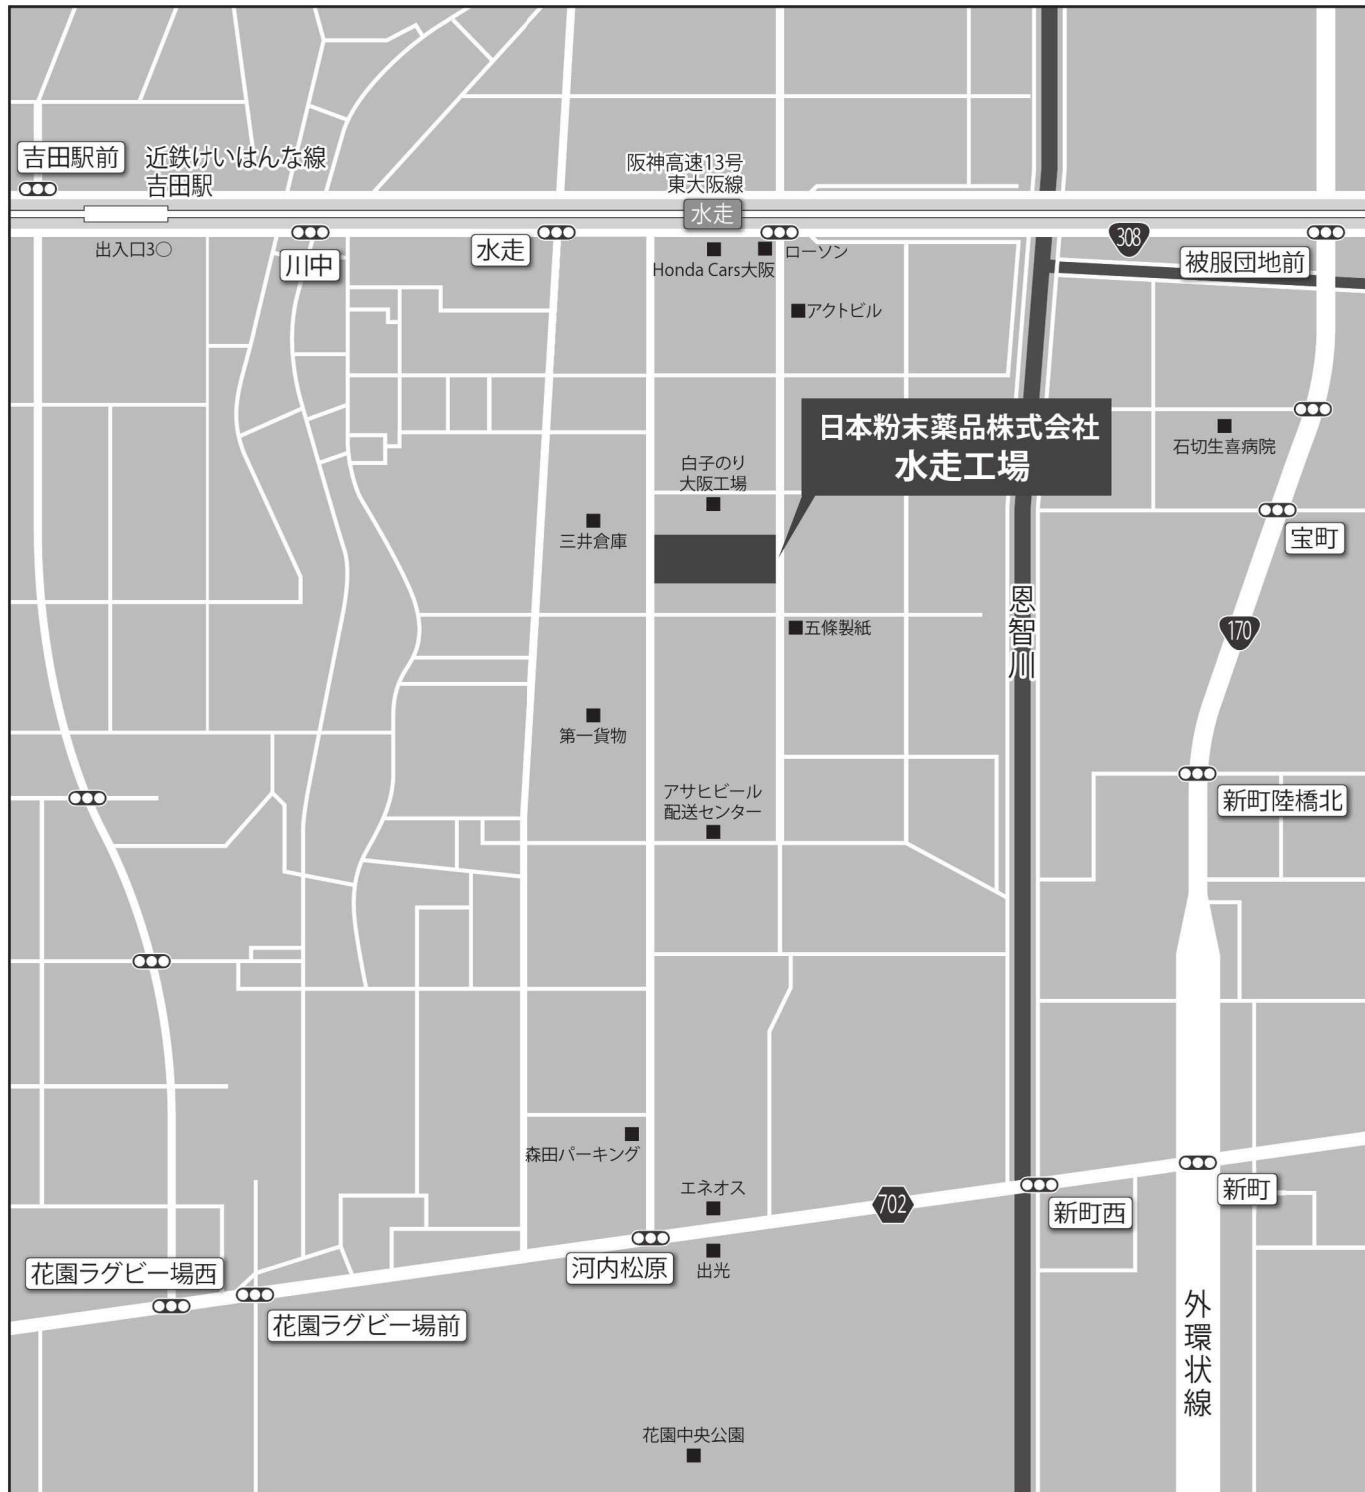 吉田駅前
近鉄けいはんな線
吉田駅
阪神高速13号
東大阪線
水走
出入口3○
川中
水走
Honda Cars大阪
ローソン
308
被服団地前
アクトビル
日本粉末薬品株式会社
水走工場
石切生喜病院
白子のり
大阪工場
三井倉庫
宝町
恩智川
五條製紙
170
第一貨物
アサヒビール
配送センター
新町陸橋北
森田パーキング
エネオス
702
新町西
新町
河内松原
出光
花園ラグビー場西
花園ラグビー場前
外環状線
花園中央公園